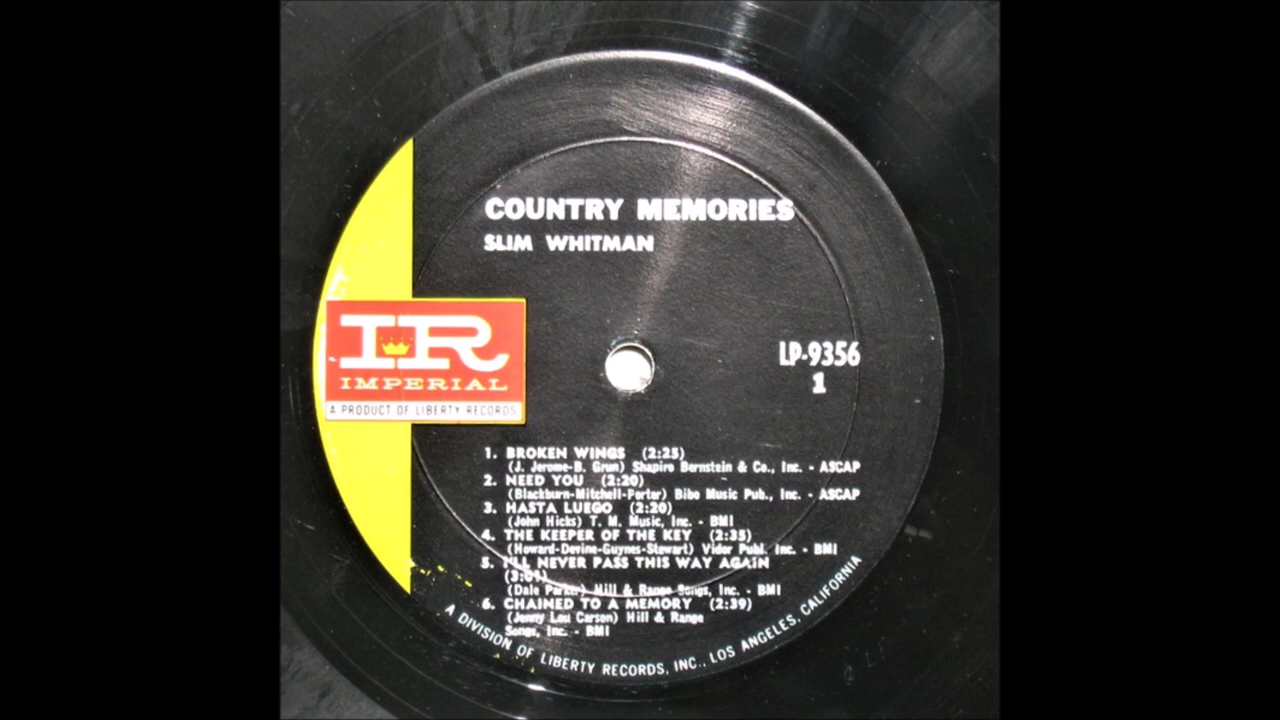 COUNTRY MEMORIES
SLIM WHITMAN
IR
IMPERIAL
A PRODUCT OF LIBERTY RECORDS
LP-9356
1
1. BROKEN WINGS (2:25)
(J. Jerome-B. Grun) Shapiro Bernstein & Co., Inc. - ASCAP
2. NEED YOU (2:20)
(Blackburn-Mitchell-Porter) Bibo Music Pub., Inc. - ASCAP
3. HASTA LUEGO (2:20)
(John Hicks) T. M. Music, Inc. - BMI
4. THE KEEPER OF THE KEY (2:35)
(Howard-Devine-Guynes-Stewart) Vidor Publ. Inc. - BMI
5. I'LL NEVER PASS THIS WAY AGAIN
(3:01)
(Dale Parker) Hill & Range Songs, Inc. - BMI
6. CHAINED TO A MEMORY (2:39)
(Jenny Lou Carson) Hill & Range
Songs, Inc. - BMI
A DIVISION OF LIBERTY RECORDS, INC., LOS ANGELES, CALIFORNIA